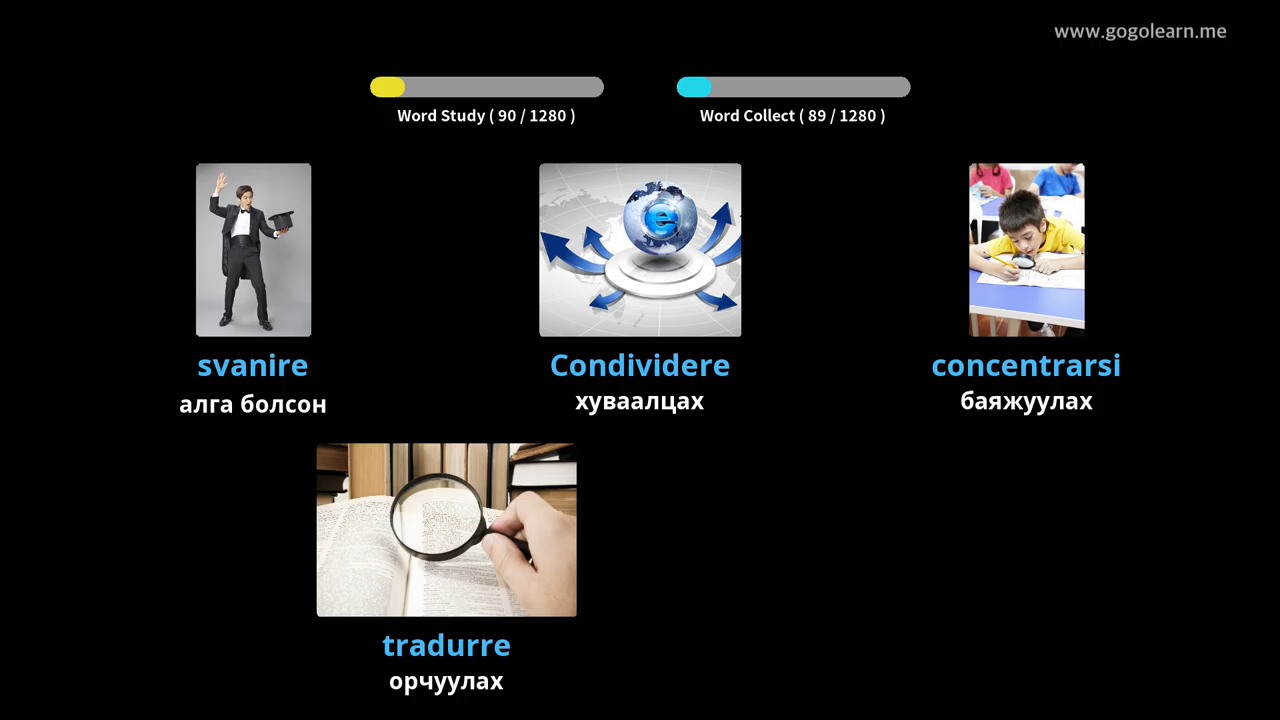 www.gogolearn.me
Word Study ( 90 / 1280 )
Word Collect ( 89 / 1280 )
svanire
алга болсон
Condividere
хуваалцах
concentrarsi
баяжуулах
tradurre
орчуулах